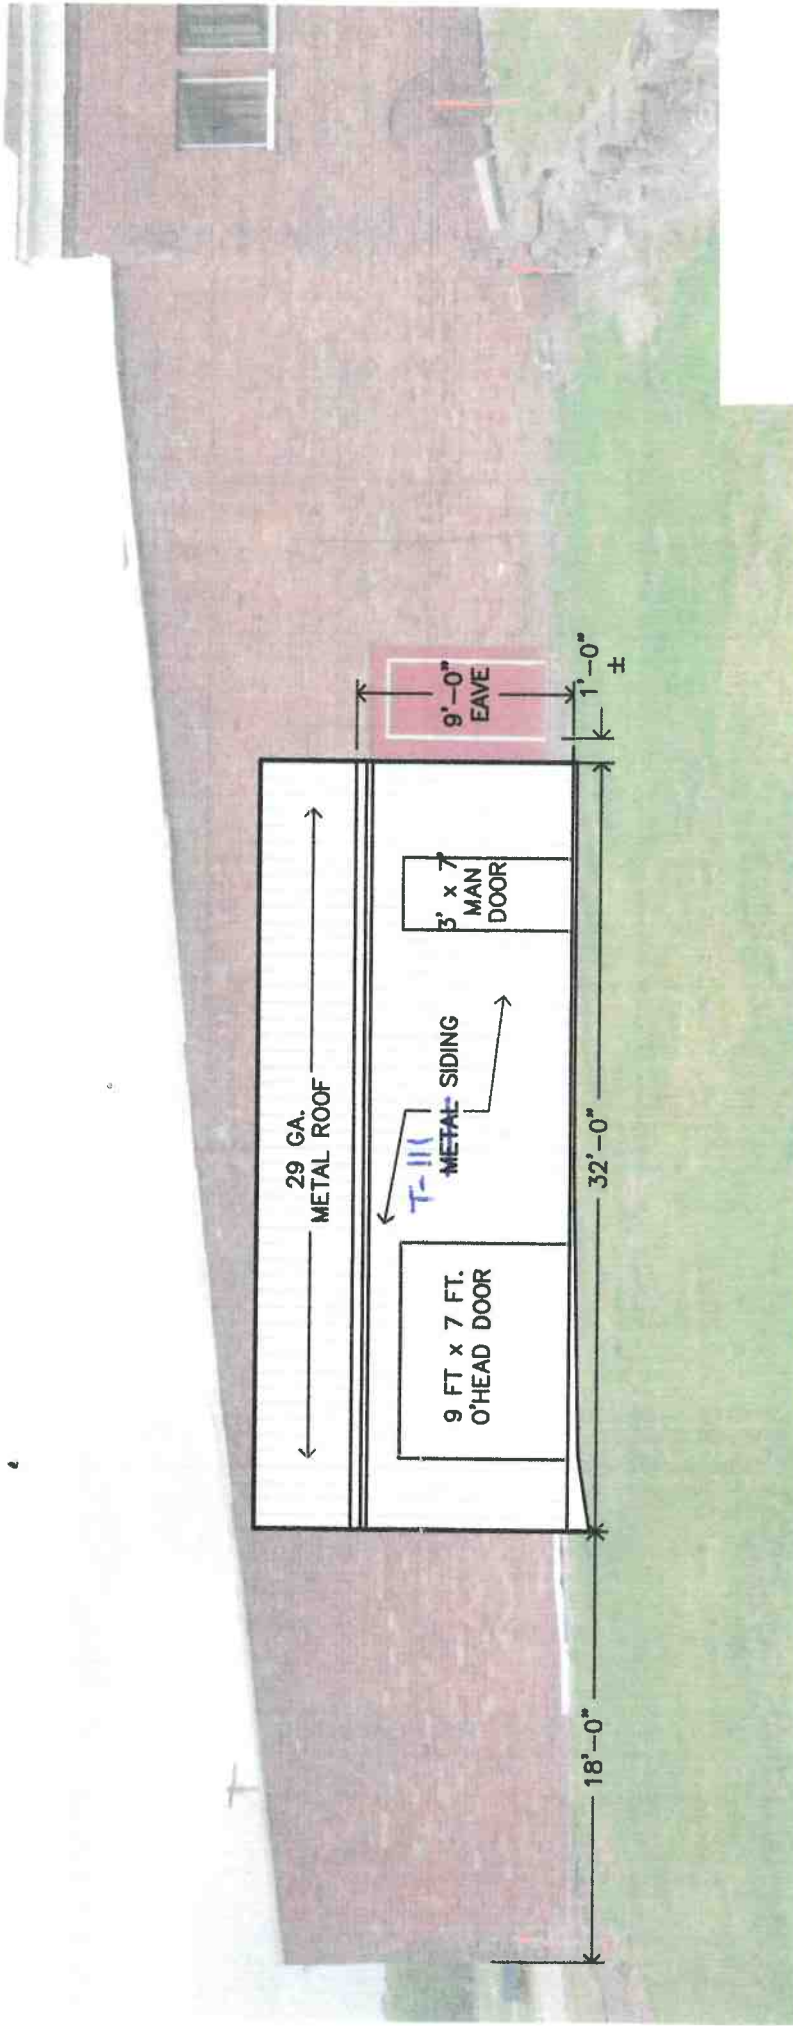 29 GA.
METAL ROOF
T-111
METAL SIDING
9 FT x 7 FT.
O'HEAD DOOR
3' x 7'
MAN
DOOR
9'-0"
EAVE
1'-0"
±
32'-0"
18'-0"